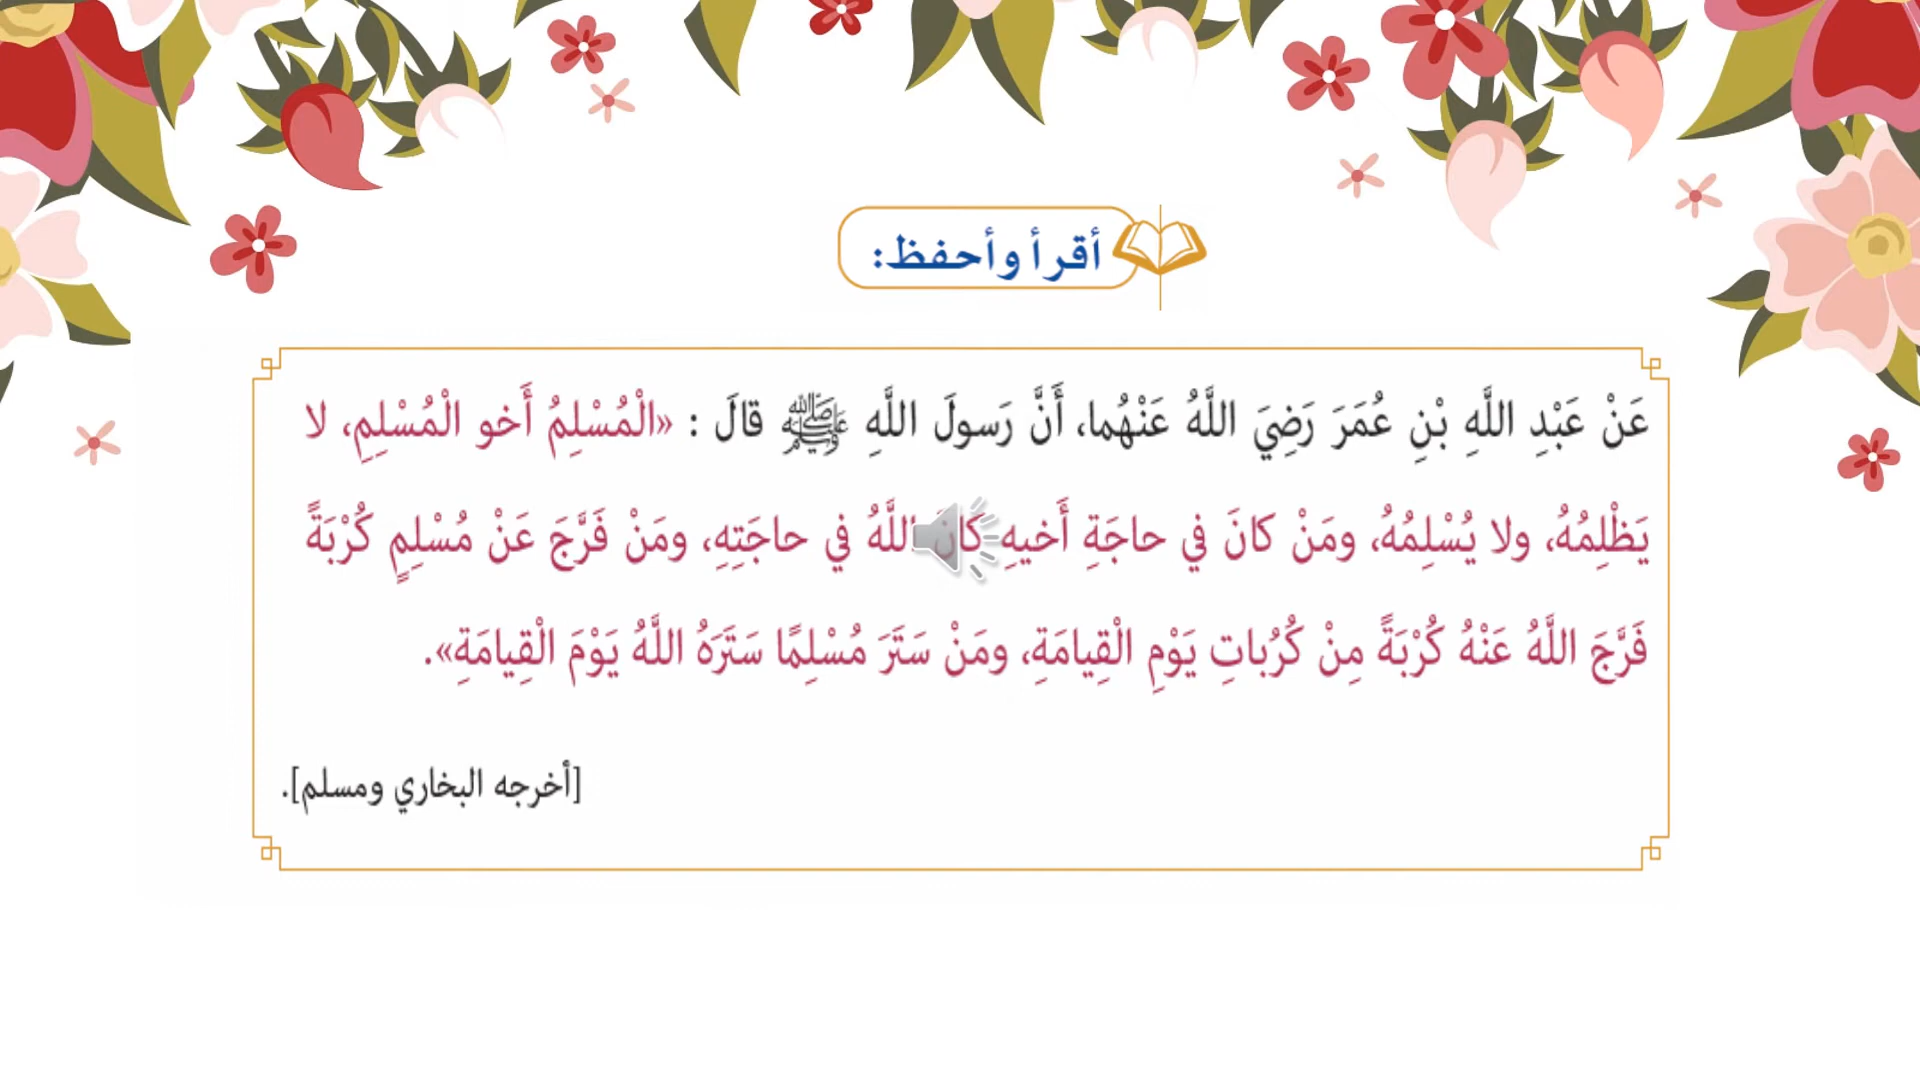 أقرأ وأحفظ:
عَنْ عَبْدِ اللَّهِ بْنِ عُمَرَ رَضِيَ اللَّهُ عَنْهُما، أَنَّ رَسولَ اللَّهِ ﷺ قالَ : «الْمُسْلِمُ أَخو الْمُسْلِمِ، لا
يَظْلِمُهُ، ولا يُسْلِمُهُ، ومَنْ كانَ في حاجَةِ أَخيهِ كانَ اللَّهُ في حاجَتِهِ، ومَنْ فَرَّجَ عَنْ مُسْلِمٍ كُرْبَةً
فَرَّجَ اللَّهُ عَنْهُ كُرْبَةً مِنْ كُرُباتِ يَوْمِ الْقِيامَةِ، ومَنْ سَتَرَ مُسْلِمًا سَتَرَهُ اللَّهُ يَوْمَ الْقِيامَةِ».
[أخرجه البخاري ومسلم].